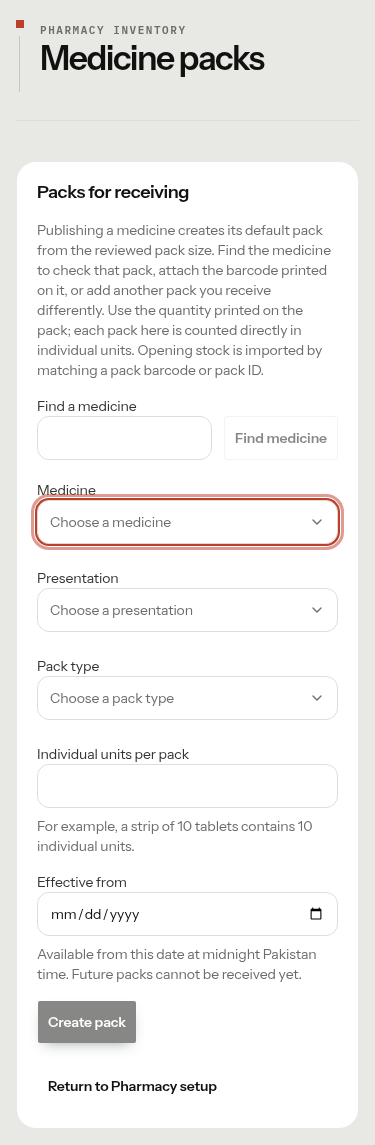 PHARMACY INVENTORY
Medicine packs
Packs for receiving
Publishing a medicine creates its default pack
from the reviewed pack size. Find the medicine
to check that pack, attach the barcode printed
on it, or add another pack you receive
differently. Use the quantity printed on the
pack; each pack here is counted directly in
individual units. Opening stock is imported by
matching a pack barcode or pack ID.
Find a medicine
Find medicine
Medicine
Choose a medicine
Presentation
Choose a presentation
Pack type
Choose a pack type
Individual units per pack
For example, a strip of 10 tablets contains 10
individual units.
Effective from
mm/dd/yyyy
Available from this date at midnight Pakistan
time. Future packs cannot be received yet.
Create pack
Return to Pharmacy setup